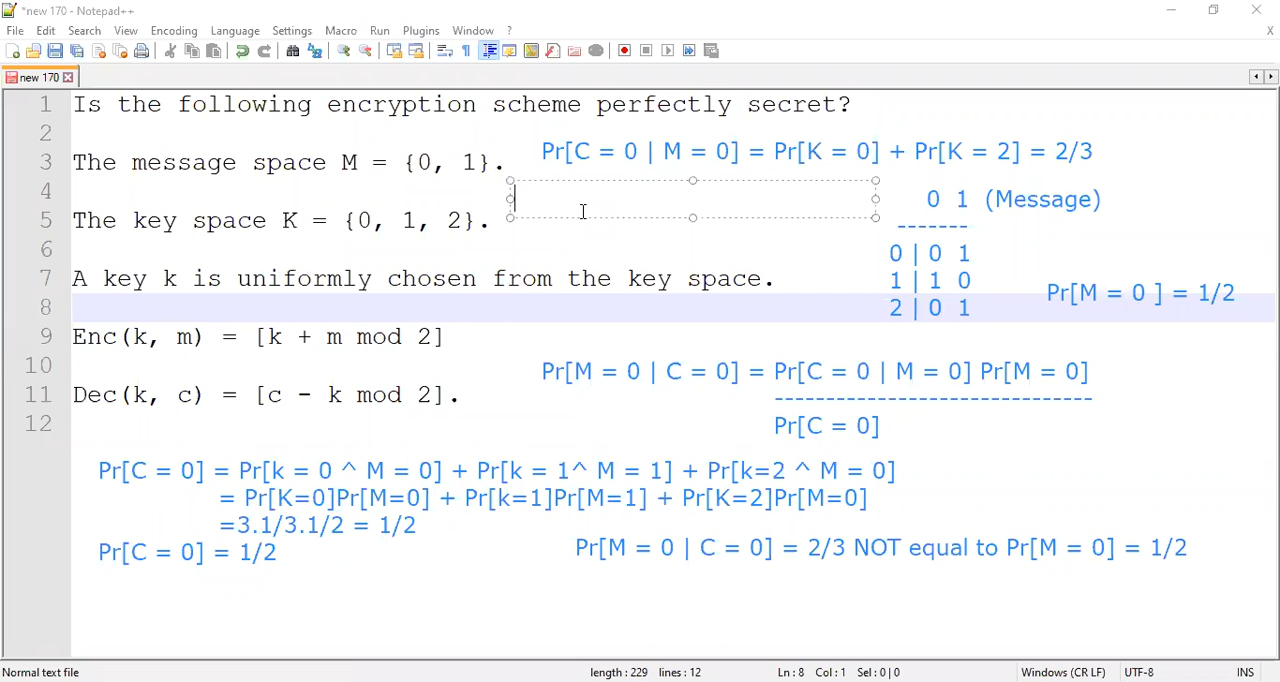 *new 170 - Notepad++
File Edit Search View Encoding Language Settings Macro Run Plugins Window ? X
new 170
1 Is the following encryption scheme perfectly secret?
2
Pr[C = 0 | M = 0] = Pr[K = 0] + Pr[K = 2] = 2/3
3 The message space M = {0, 1}.
4
0 1 (Message)
-------
5 The key space K = {0, 1, 2}.
6
0 | 0 1
7 A key k is uniformly chosen from the key space.
1 | 1 0
Pr[M = 0 ] = 1/2
8
2 | 0 1
9 Enc(k, m) = [k + m mod 2]
10
Pr[M = 0 | C = 0] = Pr[C = 0 | M = 0] Pr[M = 0]
------------------------------
11 Dec(k, c) = [c - k mod 2].
12
Pr[C = 0]
Pr[C = 0] = Pr[k = 0 ^ M = 0] + Pr[k = 1^ M = 1] + Pr[k=2 ^ M = 0]
= Pr[K=0]Pr[M=0] + Pr[k=1]Pr[M=1] + Pr[K=2]Pr[M=0]
=3.1/3.1/2 = 1/2
Pr[C = 0] = 1/2
Pr[M = 0 | C = 0] = 2/3 NOT equal to Pr[M = 0] = 1/2
Normal text file length : 229 lines : 12 Ln : 8 Col : 1 Sel : 0 | 0 Windows (CR LF) UTF-8 INS